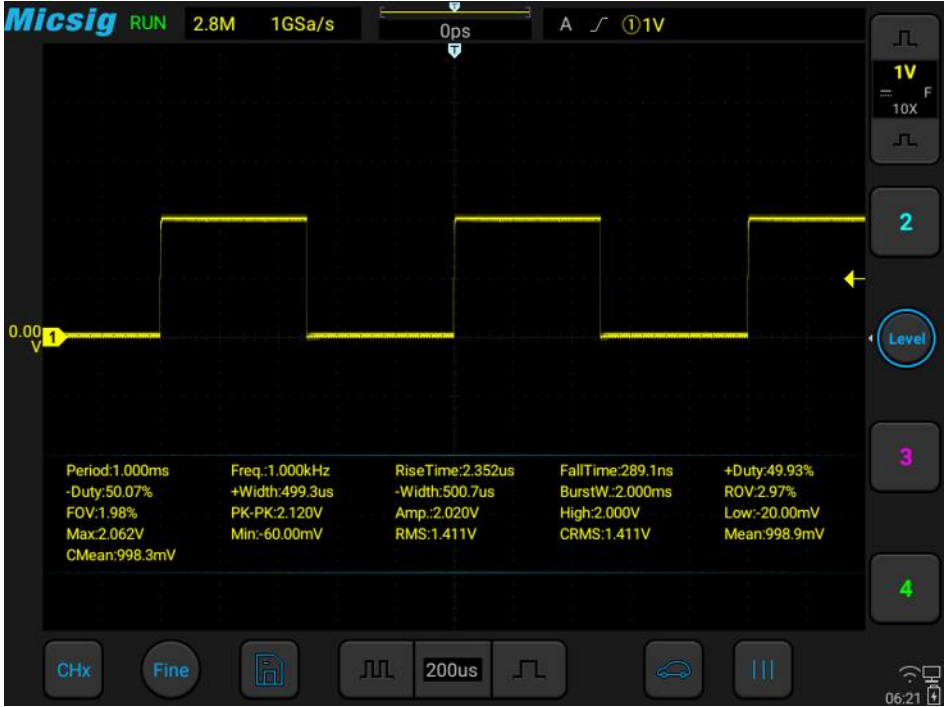 Micsig RUN 2.8M 1GSa/s 0ps A ①1V
T
T
1V
F
10X
2
0.00
V
1
Level
3
Period:1.000ms Freq.:1.000kHz RiseTime:2.352us FallTime:289.1ns +Duty:49.93%
-Duty:50.07% +Width:499.3us -Width:500.7us BurstW.:2.000ms ROV:2.97%
FOV:1.98% PK-PK:2.120V Amp.:2.020V High:2.000V Low:-20.00mV
Max:2.062V Min:-60.00mV RMS:1.411V CRMS:1.411V Mean:998.9mV
CMean:998.3mV
4
CHx Fine 200us
06:21